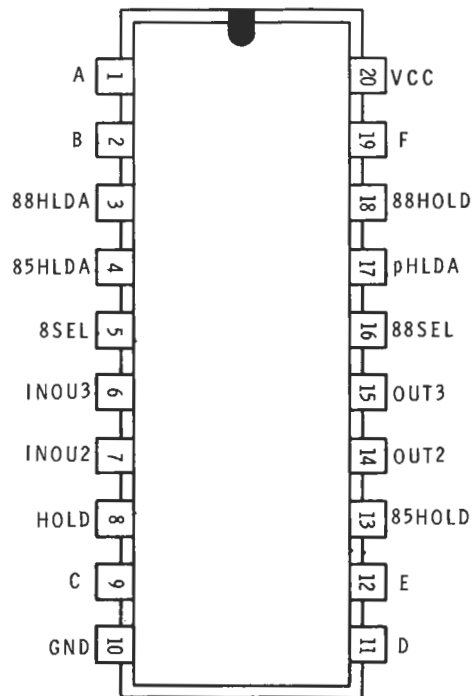 A 1 20 VCC
B 2 19 F
88HLDA 3 18 88HOLD
85HLDA 4 17 pHLDA
8SEL 5 16 88SEL
INOU3 6 15 OUT3
INOU2 7 14 OUT2
HOLD 8 13 85HOLD
C 9 12 E
GND 10 11 D